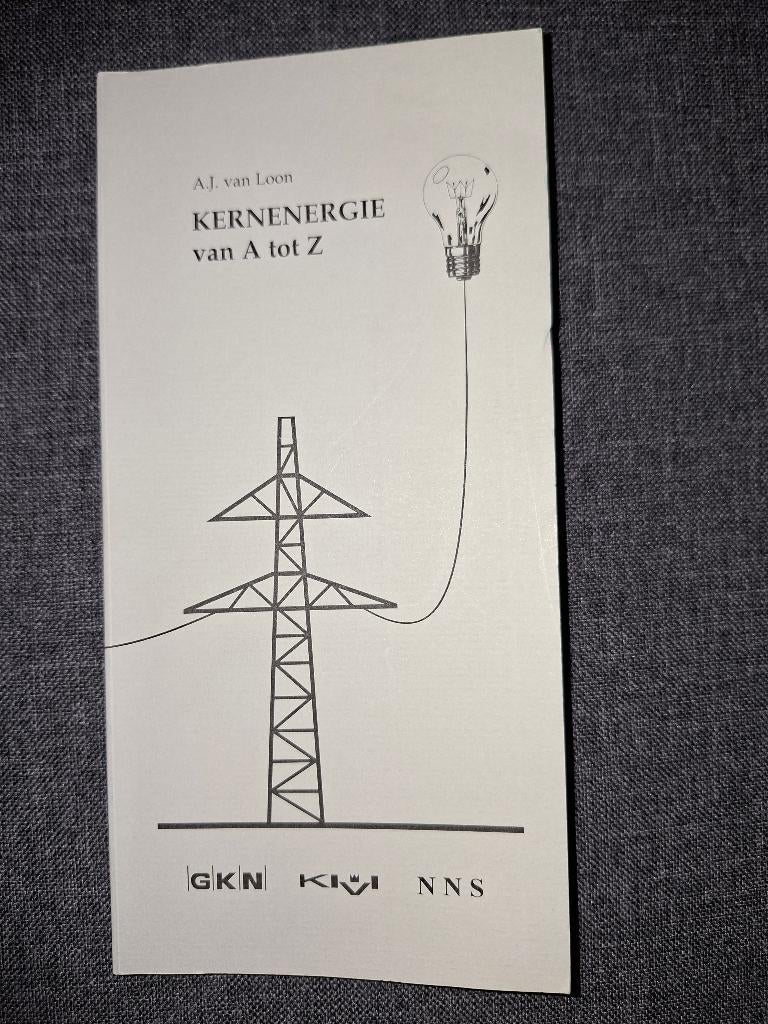 A.J. van Loon
KERNENERGIE
van A tot Z
GKN KIVI NNS